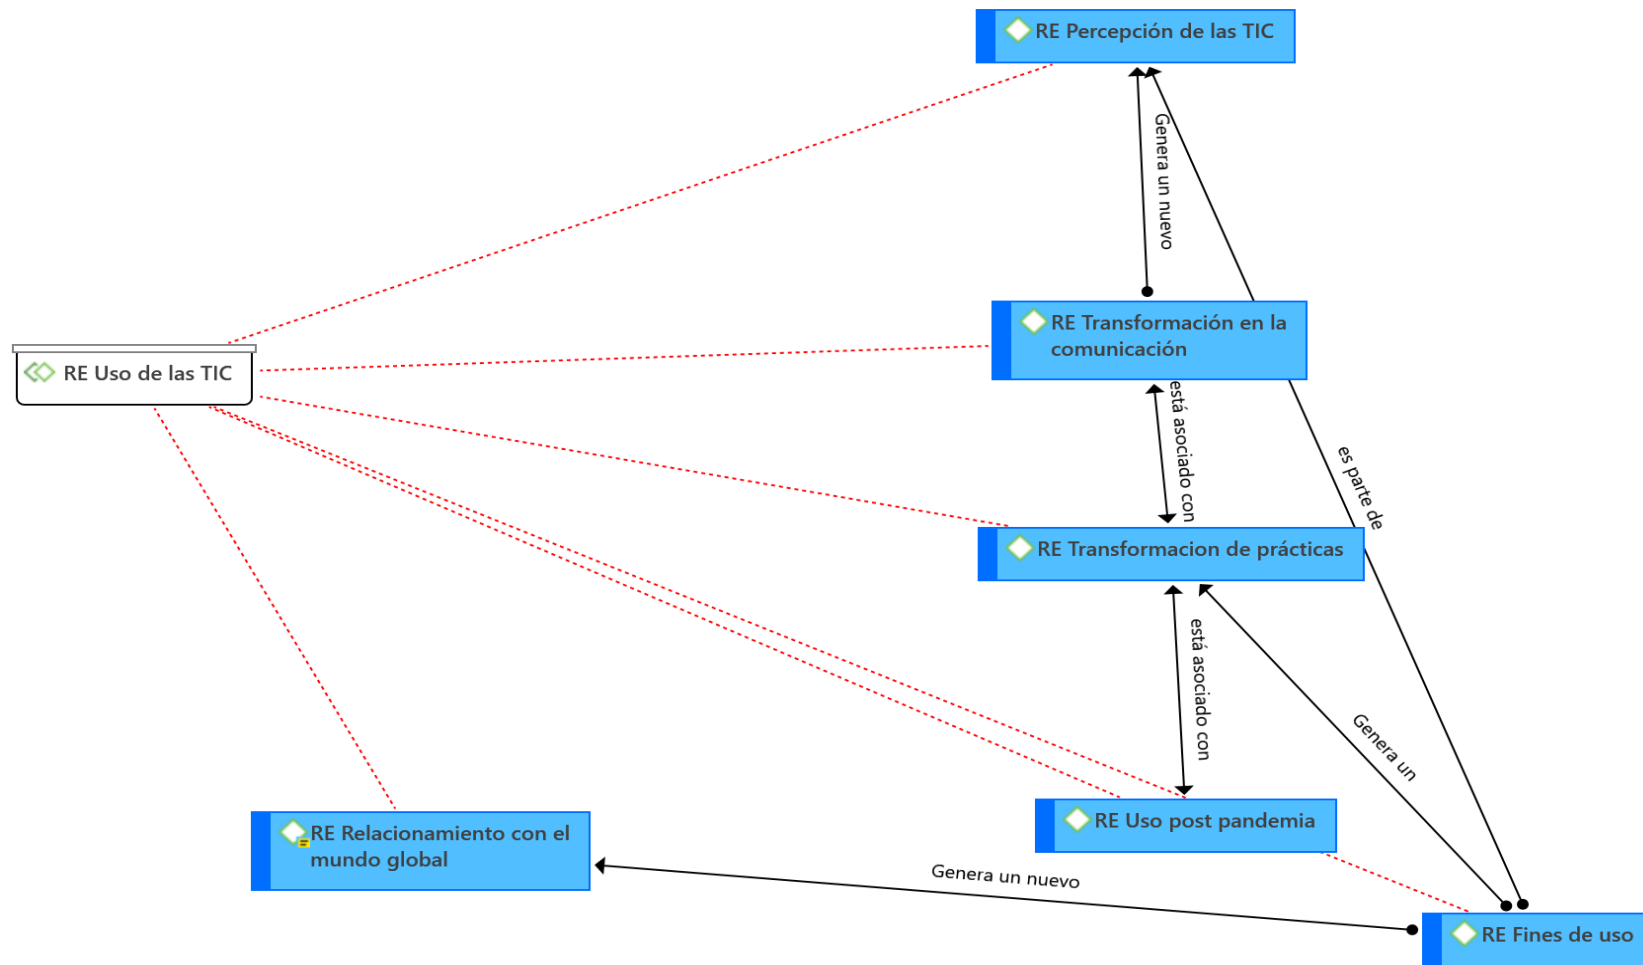 RE Percepción de las TIC
Genera un nuevo
RE Transformación en la
comunicación
RE Uso de las TIC
está asociado con
es parte de
RE Transformacion de prácticas
está asociado con
Genera un
RE Uso post pandemia
RE Relacionamiento con el
mundo global
Genera un nuevo
RE Fines de uso